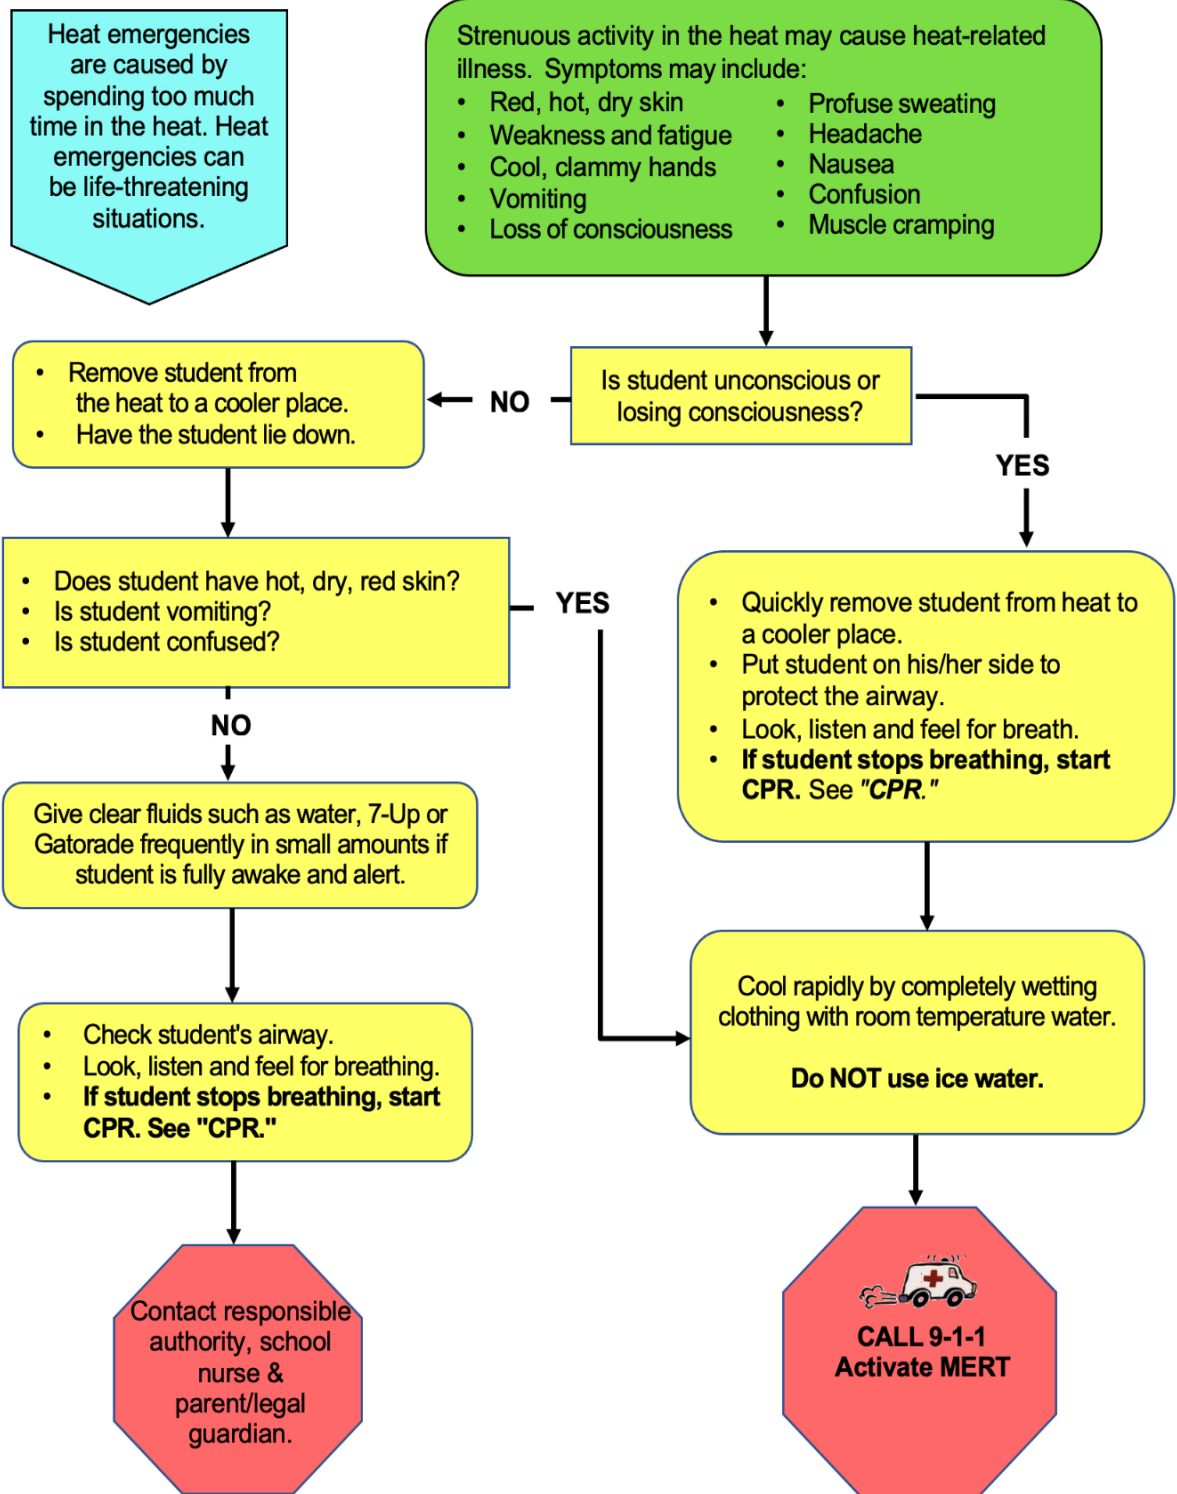 Heat emergencies
are caused by
spending too much
time in the heat. Heat
emergencies can
be life-threatening
situations.
Strenuous activity in the heat may cause heat-related
illness. Symptoms may include:
• Red, hot, dry skin
• Weakness and fatigue
• Cool, clammy hands
• Vomiting
• Loss of consciousness
• Profuse sweating
• Headache
• Nausea
• Confusion
• Muscle cramping
Is student unconscious or
losing consciousness?
NO
YES
• Remove student from
the heat to a cooler place.
• Have the student lie down.
• Does student have hot, dry, red skin?
• Is student vomiting?
• Is student confused?
YES
NO
• Quickly remove student from heat to
a cooler place.
• Put student on his/her side to
protect the airway.
• Look, listen and feel for breath.
• If student stops breathing, start
CPR. See "CPR."
Give clear fluids such as water, 7-Up or
Gatorade frequently in small amounts if
student is fully awake and alert.
Cool rapidly by completely wetting
clothing with room temperature water.
Do NOT use ice water.
• Check student's airway.
• Look, listen and feel for breathing.
• If student stops breathing, start
CPR. See "CPR."
Contact responsible
authority, school
nurse &
parent/legal
guardian.
CALL 9-1-1
Activate MERT